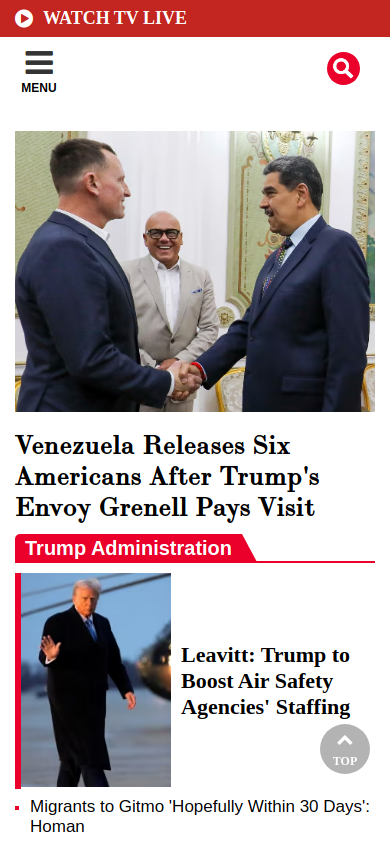 WATCH TV LIVE
MENU
Venezuela Releases Six
Americans After Trump's
Envoy Grenell Pays Visit
Trump Administration
Leavitt: Trump to
Boost Air Safety
Agencies' Staffing
TOP
Migrants to Gitmo 'Hopefully Within 30 Days':
Homan